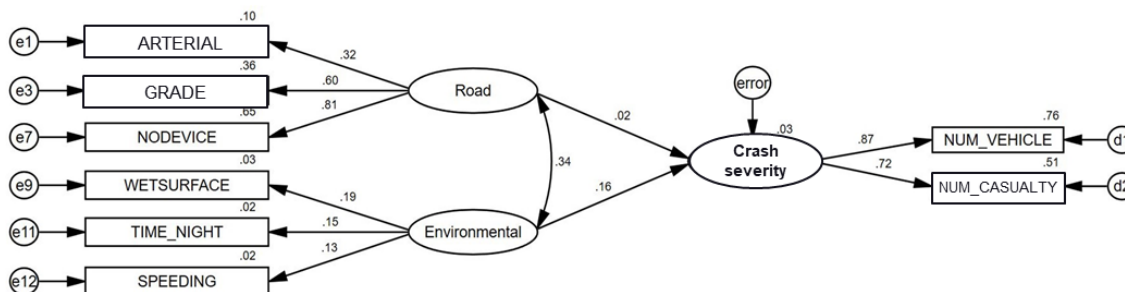 .10
e1
ARTERIAL
.32
.36
e3
GRADE
.60
Road
.65
.81
e7
NODEVICE
.03
error
.02
.03
.76
.87
NUM_VEHICLE
d1
Crash
severity
.34
.72
.51
NUM_CASUALTY
d2
e9
WETSURFACE
.19
.16
.02
e11
TIME_NIGHT
.15
Environmental
.02
.13
e12
SPEEDING